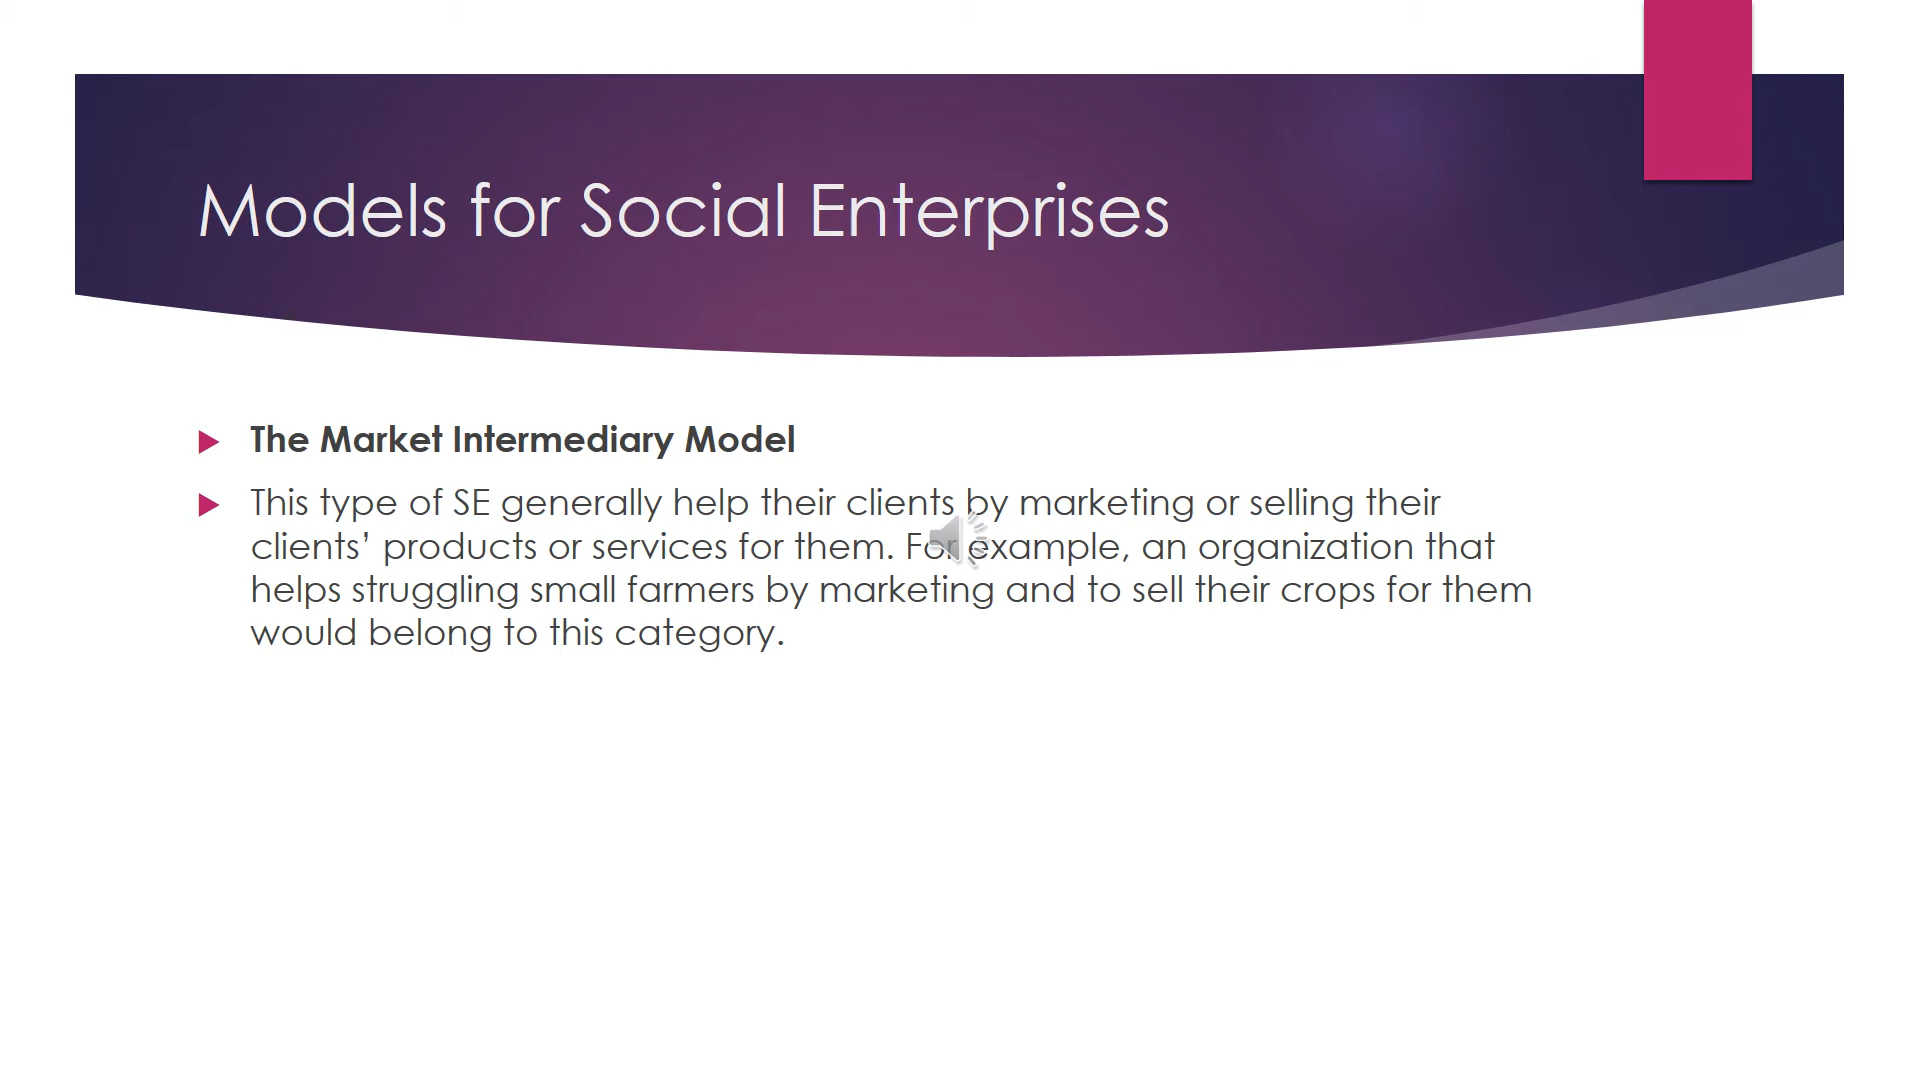 Models for Social Enterprises
The Market Intermediary Model
This type of SE generally help their clients by marketing or selling their
clients’ products or services for them. For example, an organization that
helps struggling small farmers by marketing and to sell their crops for them
would belong to this category.